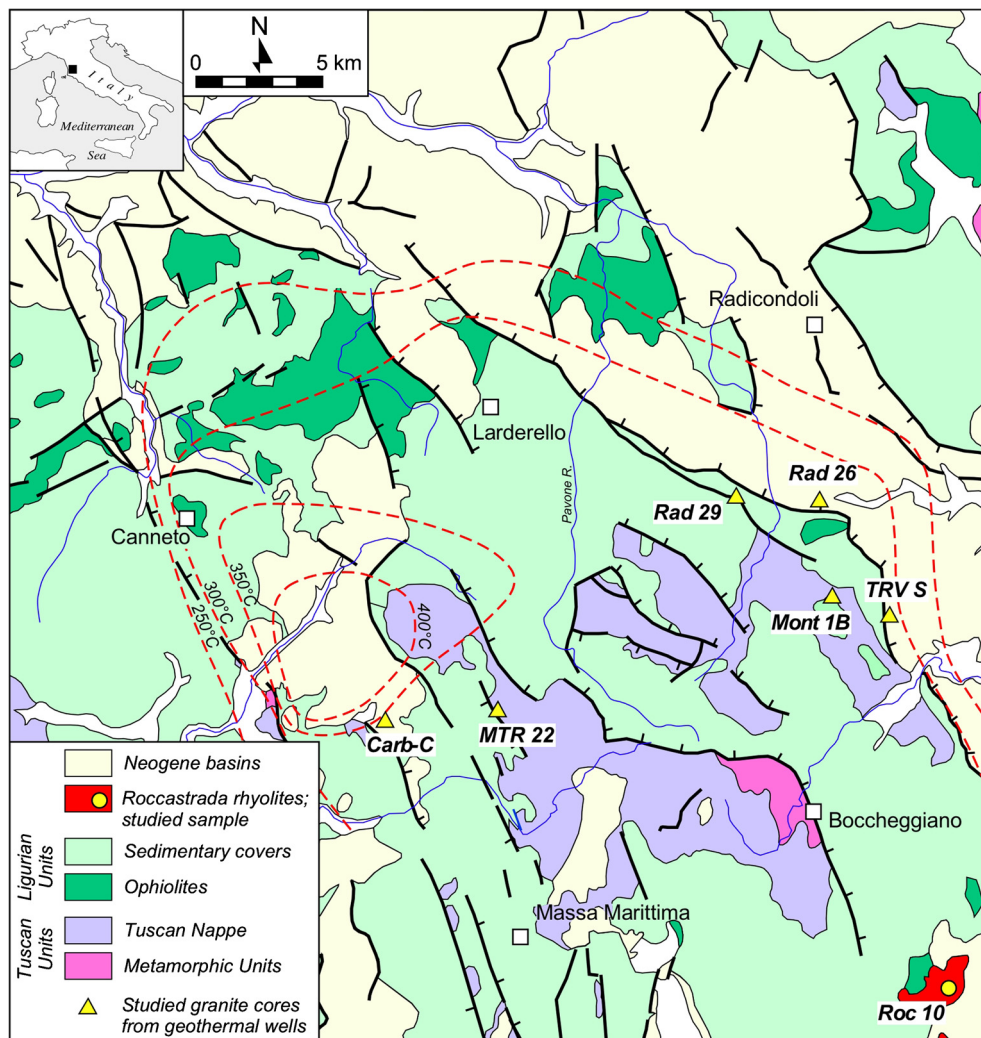 Italy
Mediterranean
Sea
N
0 5 km
Radicondoli
Larderello
Pavone R.
Rad 26
Rad 29
Canneto
TRV S
Mont 1B
350°C
300°C
250°C
400°C
Carb-C
MTR 22
Boccheggiano
Massa Marittima
Roc 10
Neogene basins
Roccastrada rhyolites;
studied sample
Ligurian
Units
Sedimentary covers
Ophiolites
Tuscan
Units
Tuscan Nappe
Metamorphic Units
Studied granite cores
from geothermal wells